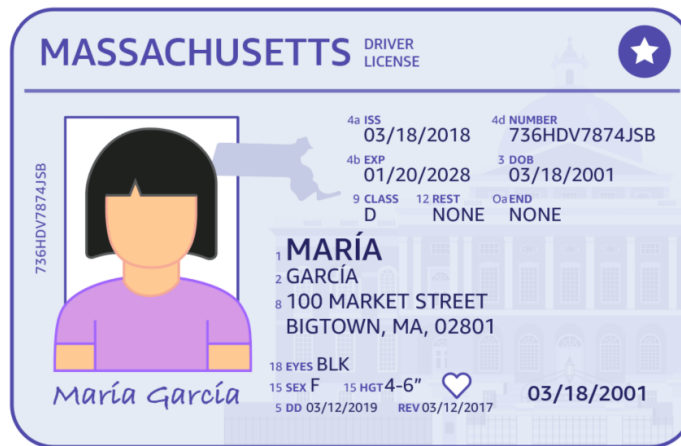 MASSACHUSETTS DRIVER LICENSE
4a ISS 4d NUMBER
03/18/2018 736HDV7874JSB
4b EXP 3 DOB
01/20/2028 03/18/2001
9 CLASS 12 REST Oa END
D NONE NONE
736HDV7874JSB
1 MARÍA
2 GARCÍA
8 100 MARKET STREET
BIGTOWN, MA, 02801
18 EYES BLK
15 SEX F 15 HGT 4-6”
5 DD 03/12/2019 REV 03/12/2017
03/18/2001
María García